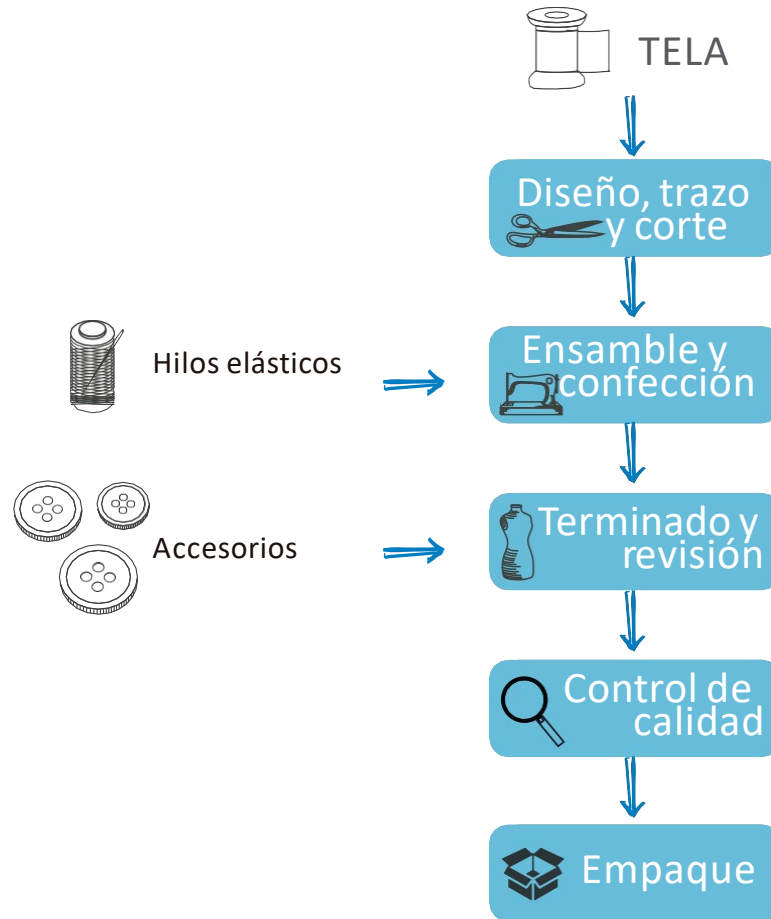 TELA
Diseño, trazo
y corte
Hilos elásticos
Ensamble y
confección
Accesorios
Terminado y
revisión
Control de
calidad
Empaque